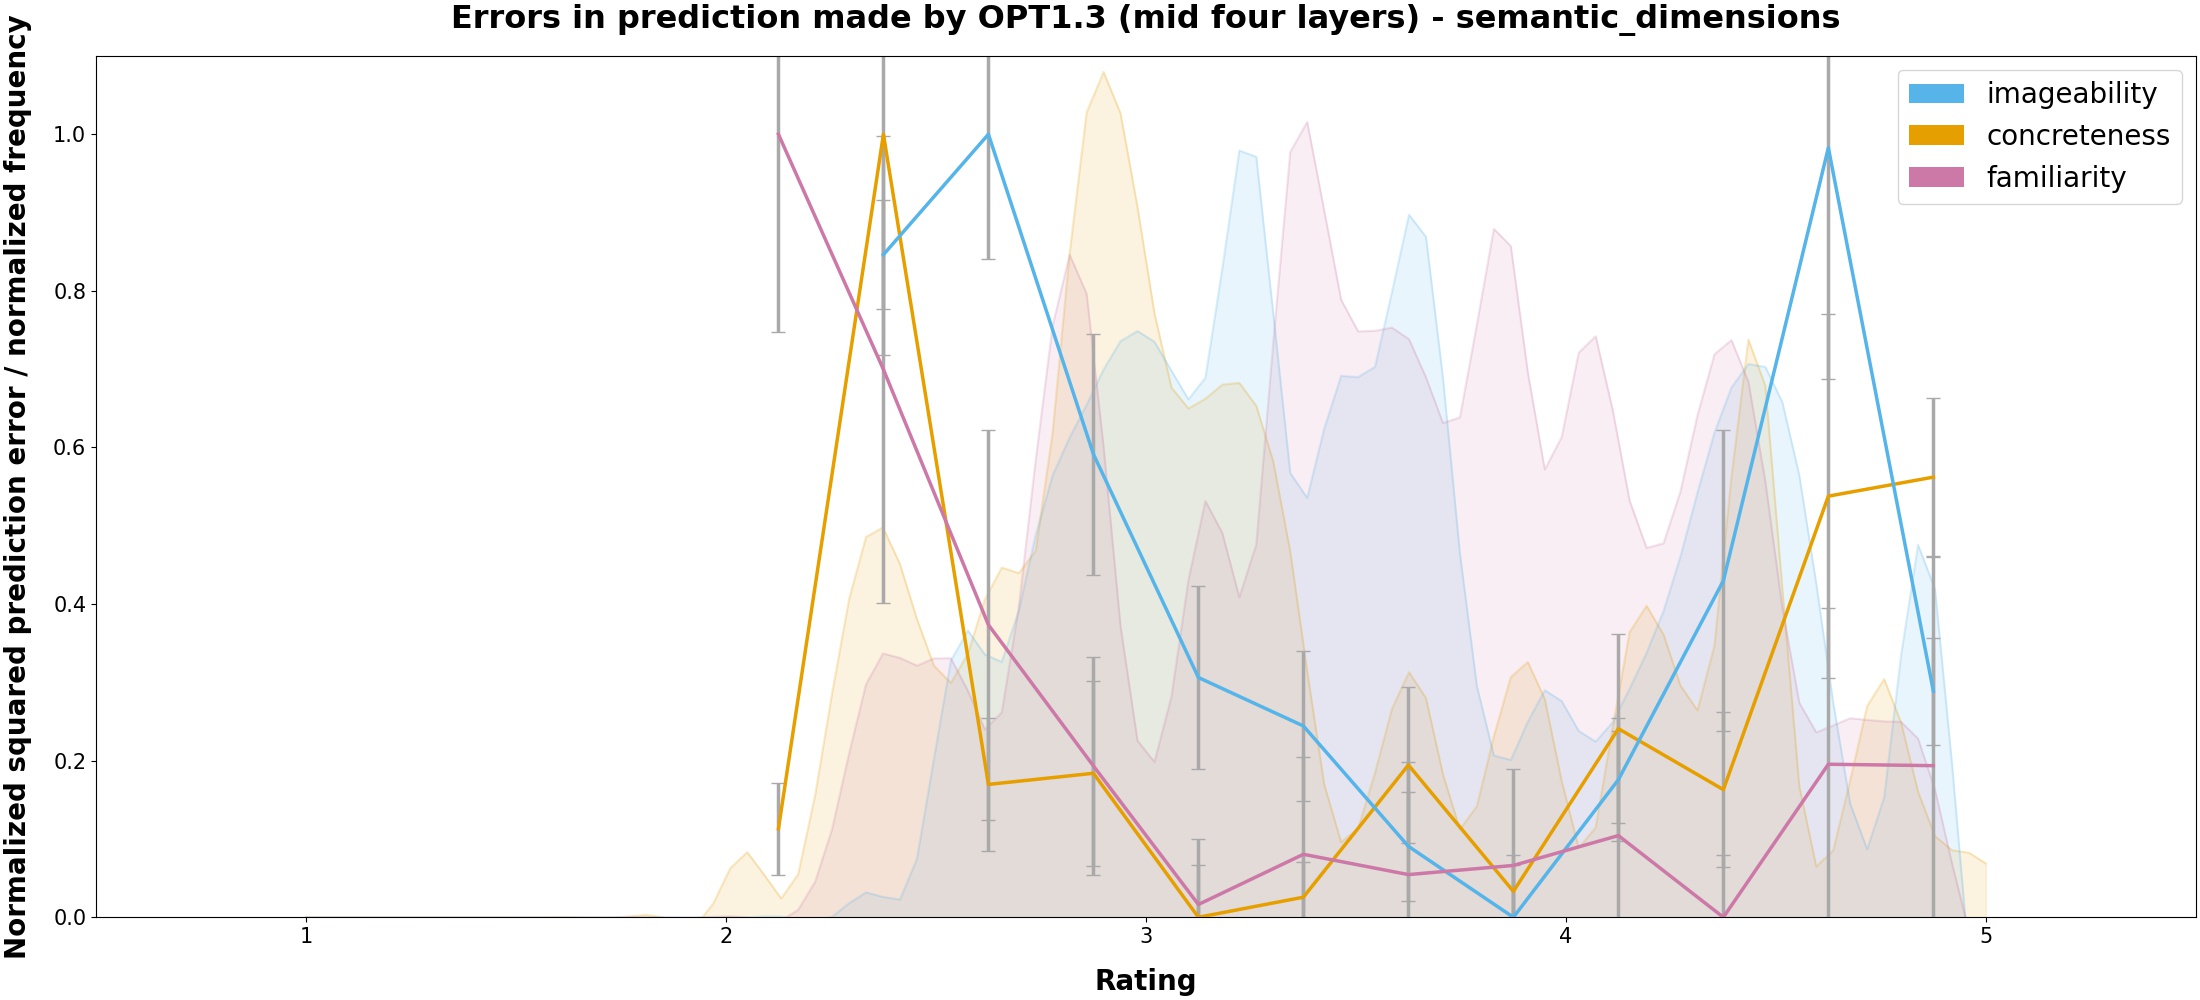 Errors in prediction made by OPT1.3 (mid four layers) - semantic_dimensions
Normalized squared prediction error / normalized frequency
1.0
0.8
0.6
0.4
0.2
0.0
imageability
concreteness
familiarity
1 2 3 4 5
Rating